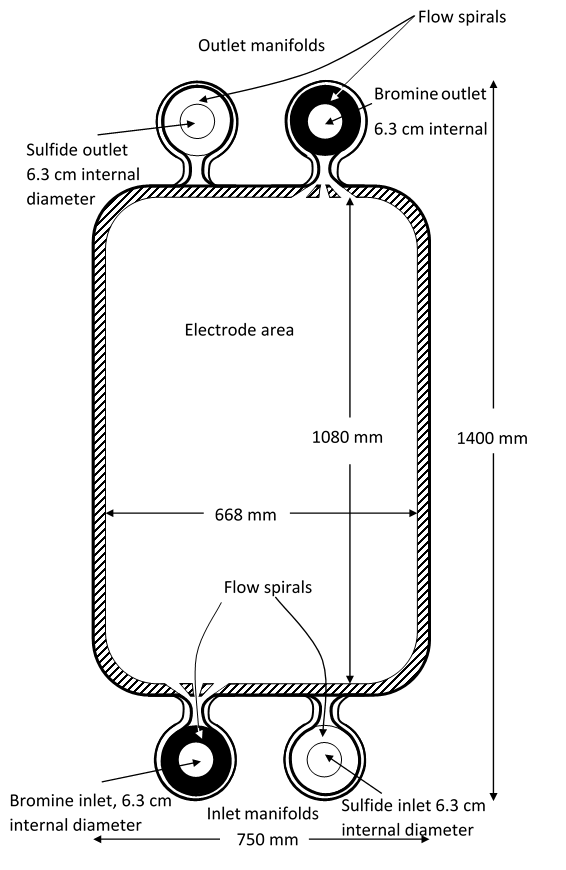 Flow spirals
Outlet manifolds
Bromine outlet
6.3 cm internal
Sulfide outlet
6.3 cm internal
diameter
Electrode area
1080 mm
1400 mm
668 mm
Flow spirals
Bromine inlet, 6.3 cm
internal diameter
Inlet manifolds
Sulfide inlet 6.3 cm
internal diameter
750 mm